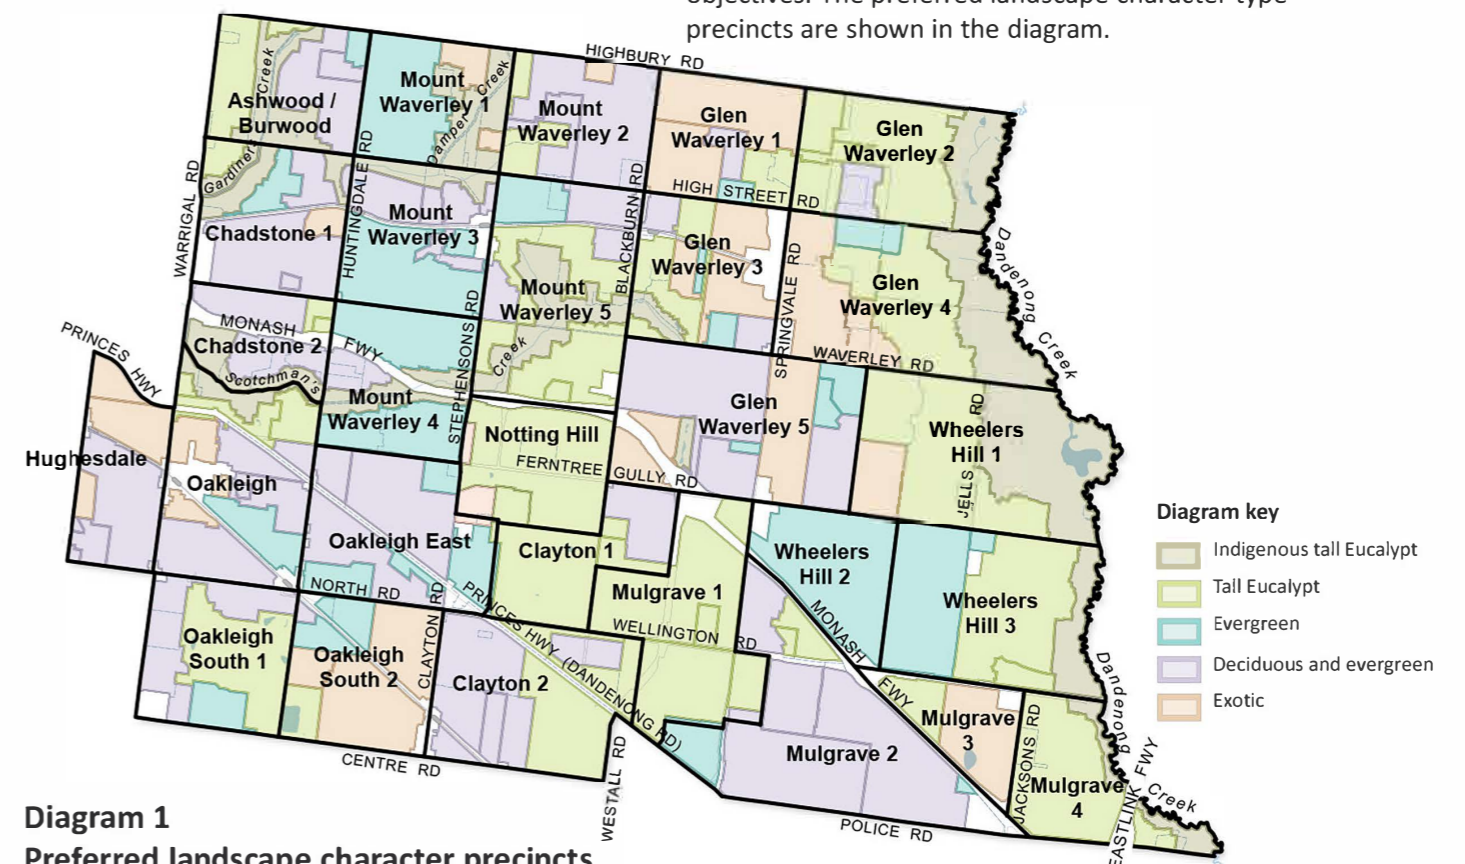 objectives. The preferred landscape character type
precincts are shown in the diagram.
HIGHBURY RD
Ashwood /
Burwood
Gardiners Creek
Mount
Waverley 1
Damper Creek
Mount
Waverley 2
Glen
Waverley 1
Glen
Waverley 2
HIGH STREET RD
WARRIGAL RD
HUNTINGDALE RD
BLACKBURN RD
Chadstone 1
Mount
Waverley 3
Mount
Waverley 5
Creek
Glen
Waverley 3
SPRINGVALE RD
Glen
Waverley 4
Dandenong Creek
MONASH FWY
Chadstone 2
Scotchman's
PRINCES HWY
STEPHENSONS RD
WAVERLEY RD
Mount
Waverley 4
Notting Hill
Glen
Waverley 5
Wheelers
Hill 1
JELLS RD
FERNTREE GULLY RD
Hughesdale
Oakleigh
Oakleigh East
Clayton 1
Mulgrave 1
Wheelers
Hill 2
Wheelers
Hill 3
NORTH RD
PRINCES HWY (DANDENONG RD)
WELLINGTON RD
MONASH FWY
Oakleigh
South 1
Oakleigh
South 2
CLAYTON RD
Clayton 2
CENTRE RD
WESTALL RD
Mulgrave 2
Mulgrave
3
JACKSONS RD
Mulgrave
4
POLICE RD
Dandenong Creek
EASTLINK FWY
Diagram key
Indigenous tall Eucalypt
Tall Eucalypt
Evergreen
Deciduous and evergreen
Exotic
Diagram 1
Preferred landscape character precincts